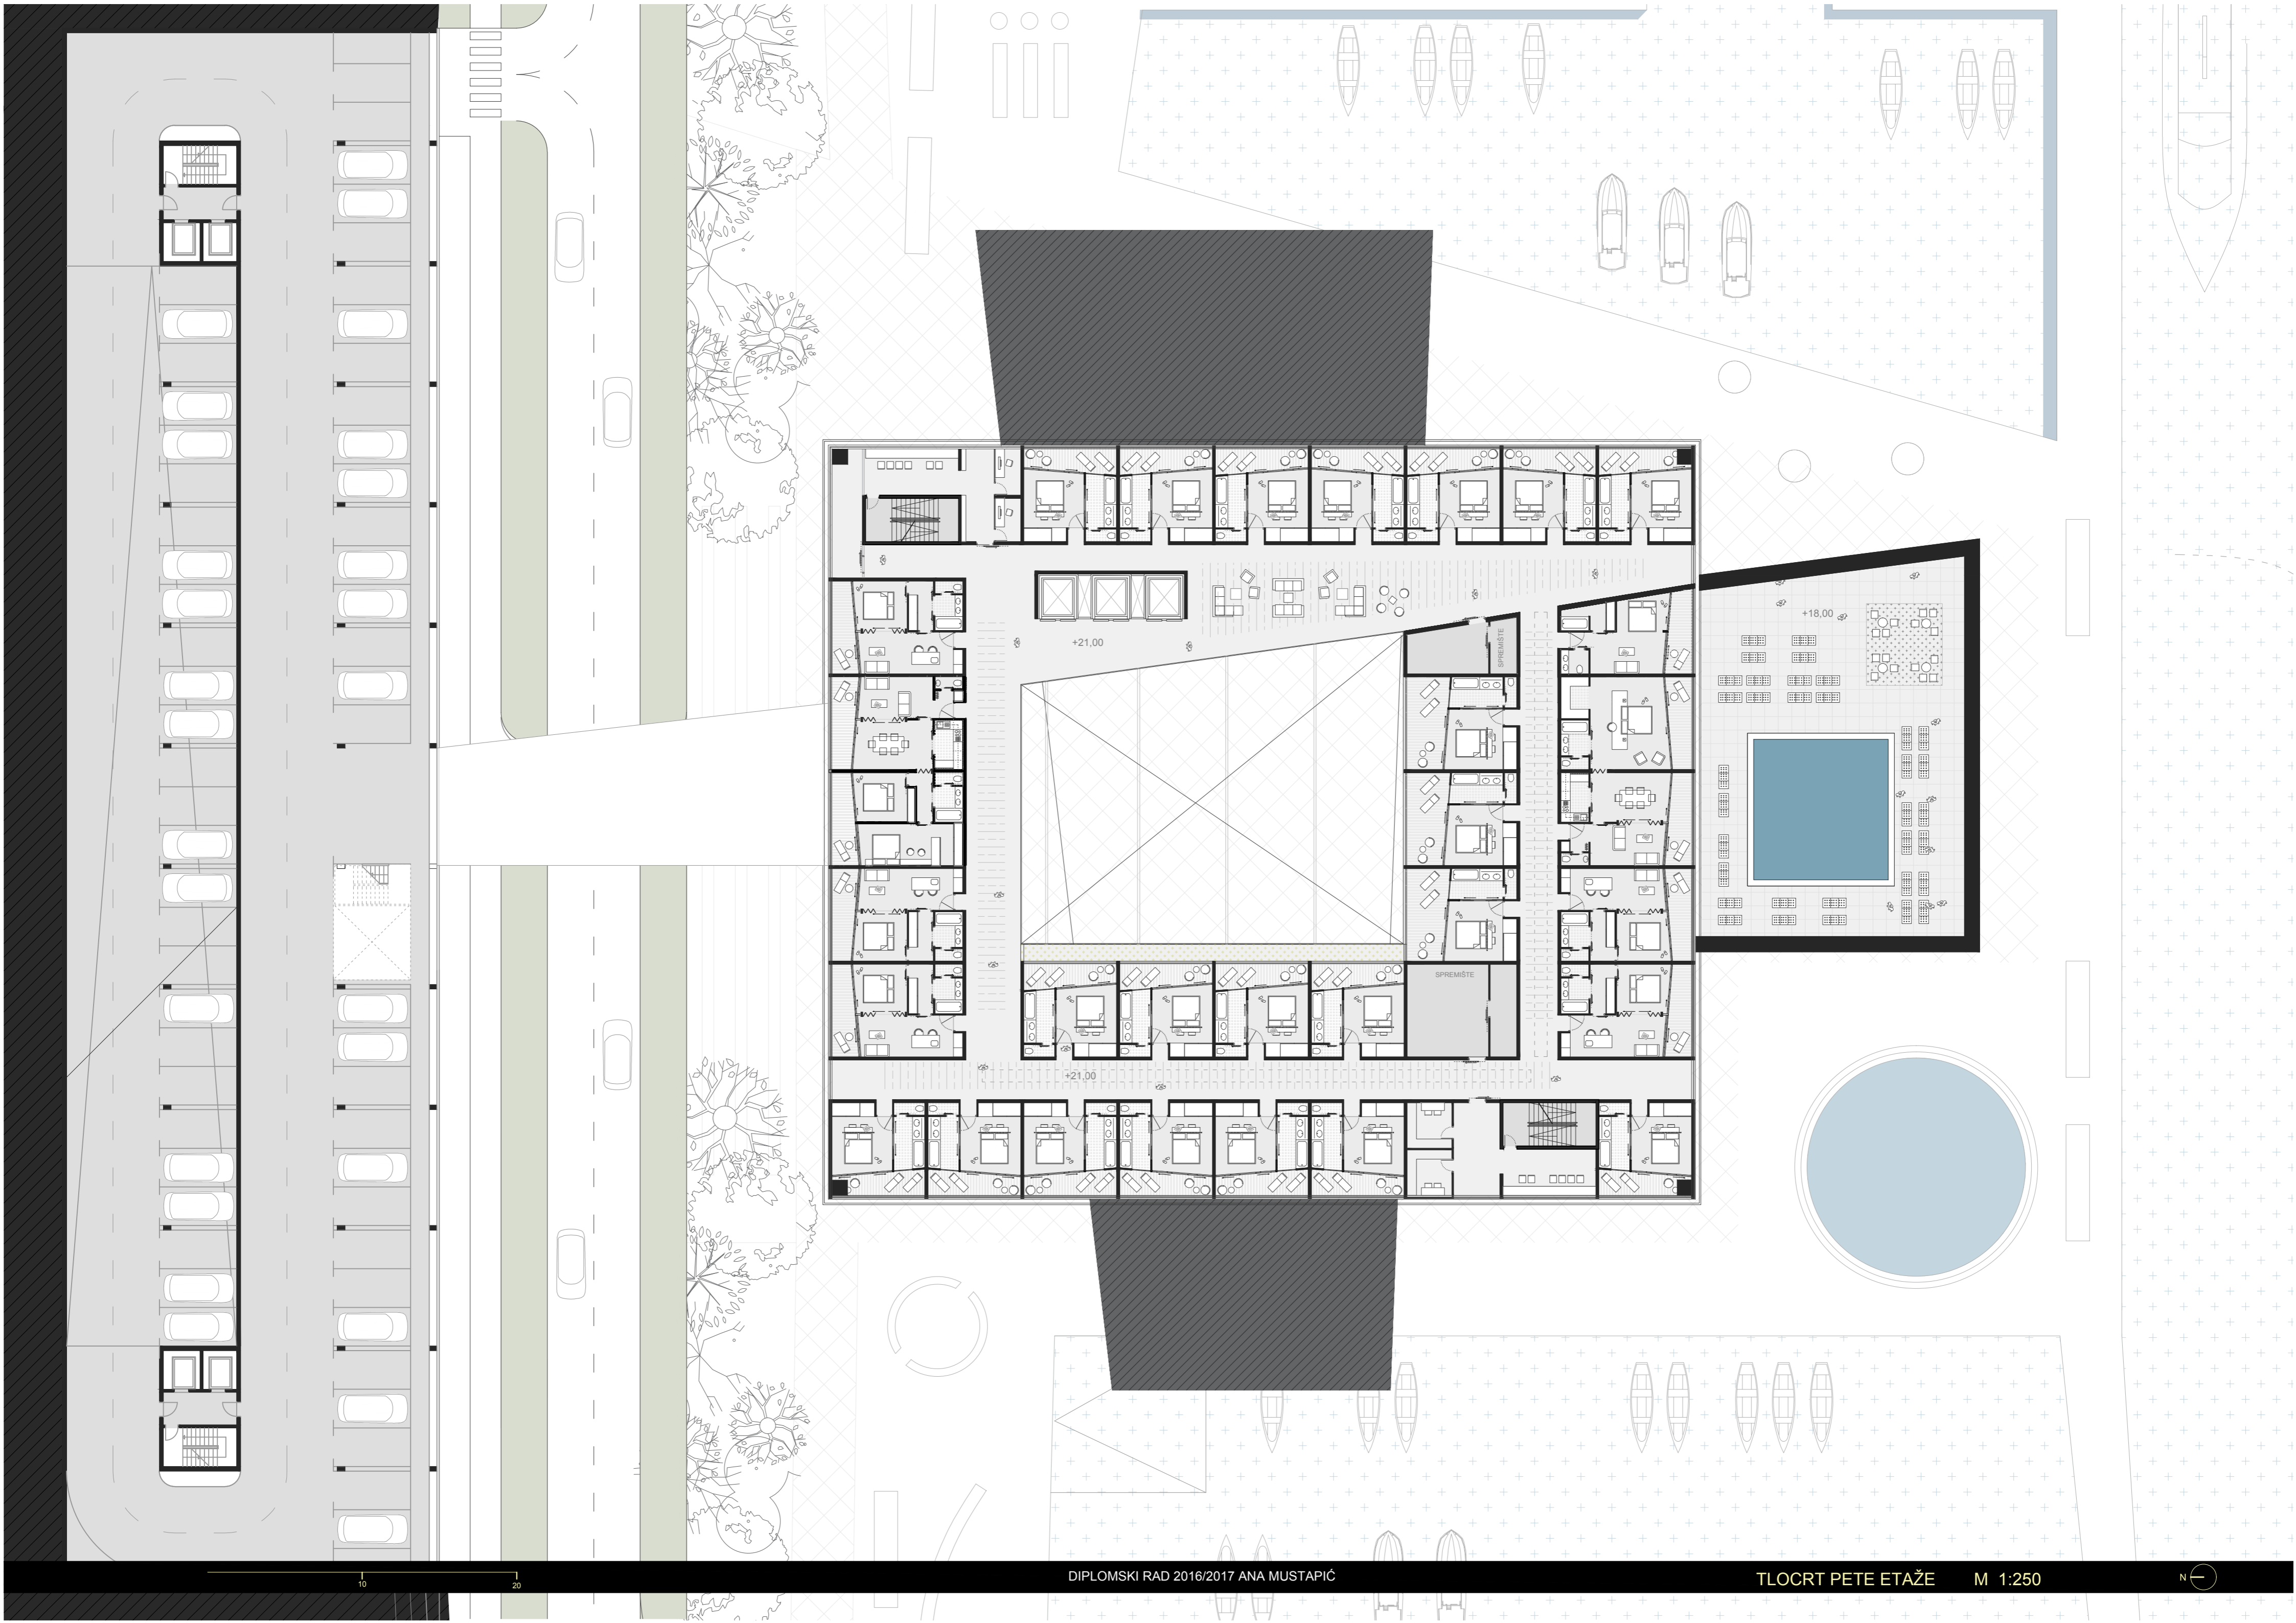 +18,00
SPREMIŠTE
+21,00
SPREMIŠTE
+21,00
10
20
DIPLOMSKI RAD 2016/2017 ANA MUSTAPIĆ
TLOCRT PETE ETAŽE M 1:250
N